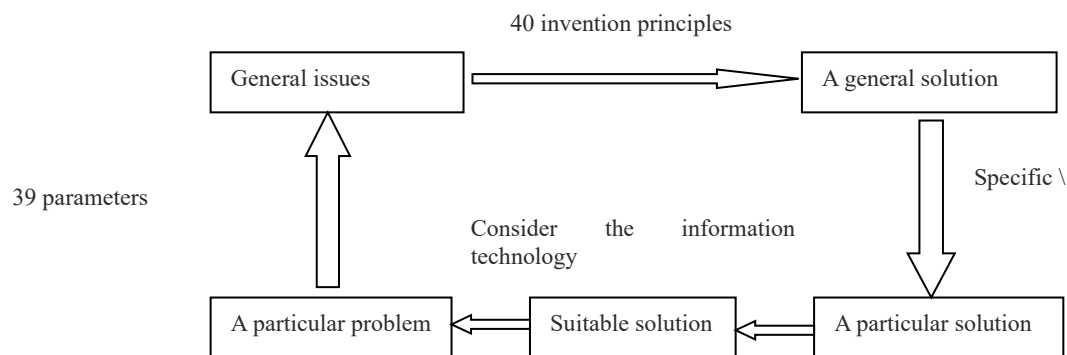 40 invention principles
General issues
A general solution
Specific \
39 parameters
Consider the information
technology
A particular problem
Suitable solution
A particular solution